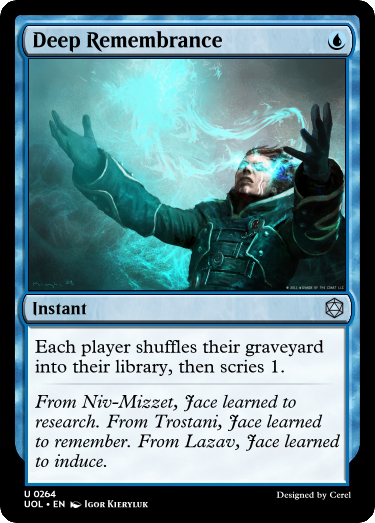 Deep Remembrance
Instant
Each player shuffles their graveyard
into their library, then scries 1.
From Niv-Mizzet, Jace learned to
research. From Trostani, Jace learned
to remember. From Lazav, Jace learned
to induce.
U 0264
Designed by Cerel
UOL • EN Igor Kieryluk